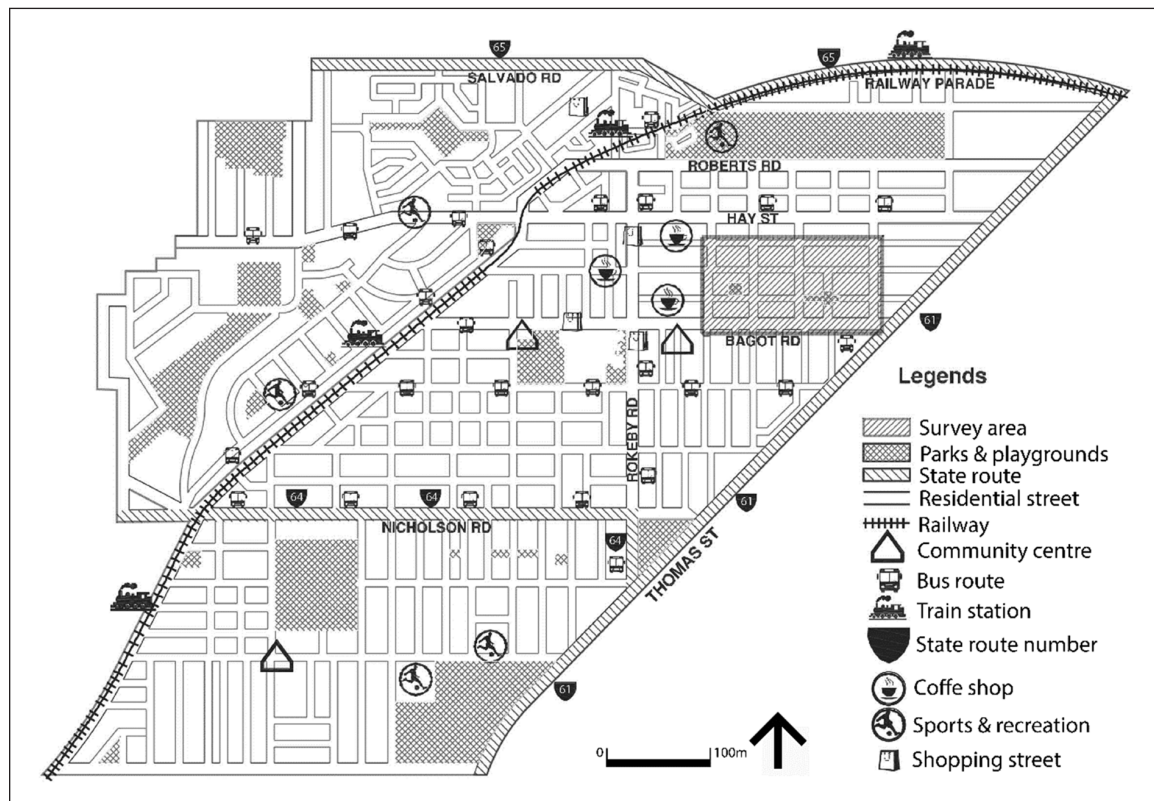 65
SALVADO RD
65
RAILWAY PARADE
ROBERTS RD
HAY ST
BAGOT RD
61
ROKEBY RD
64
64
NICHOLSON RD
61
64
THOMAS ST
61
Legends
Survey area
Parks & playgrounds
State route
Residential street
Railway
Community centre
Bus route
Train station
State route number
Coffe shop
Sports & recreation
Shopping street
0
100m